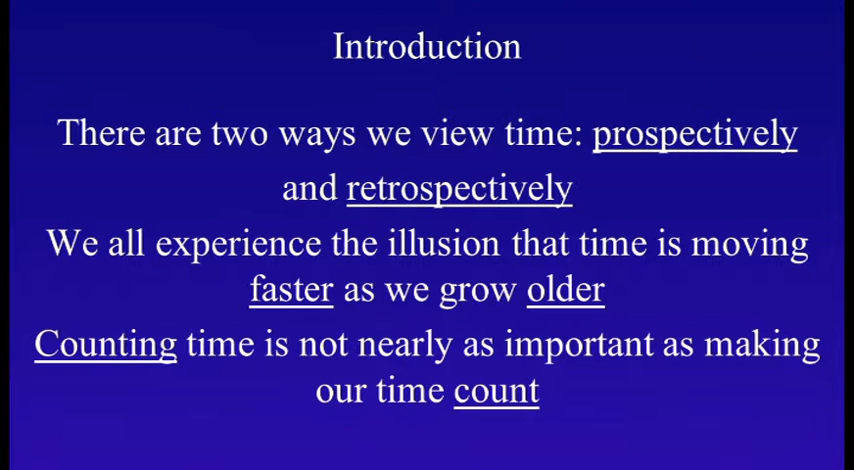 Introduction
There are two ways we view time: prospectively
and retrospectively
We all experience the illusion that time is moving
faster as we grow older
Counting time is not nearly as important as making
our time count